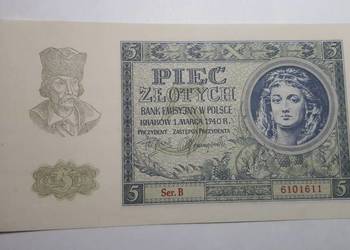 5 5
PIĘĆ
ZŁOTYCH
BANK EMISYJNY W POLSCE
KRAKÓW 1. MARCA 1940 R.
PREZYDENT ZASTĘPCA PREZYDENTA
5
5 Ser. B 6101611 5